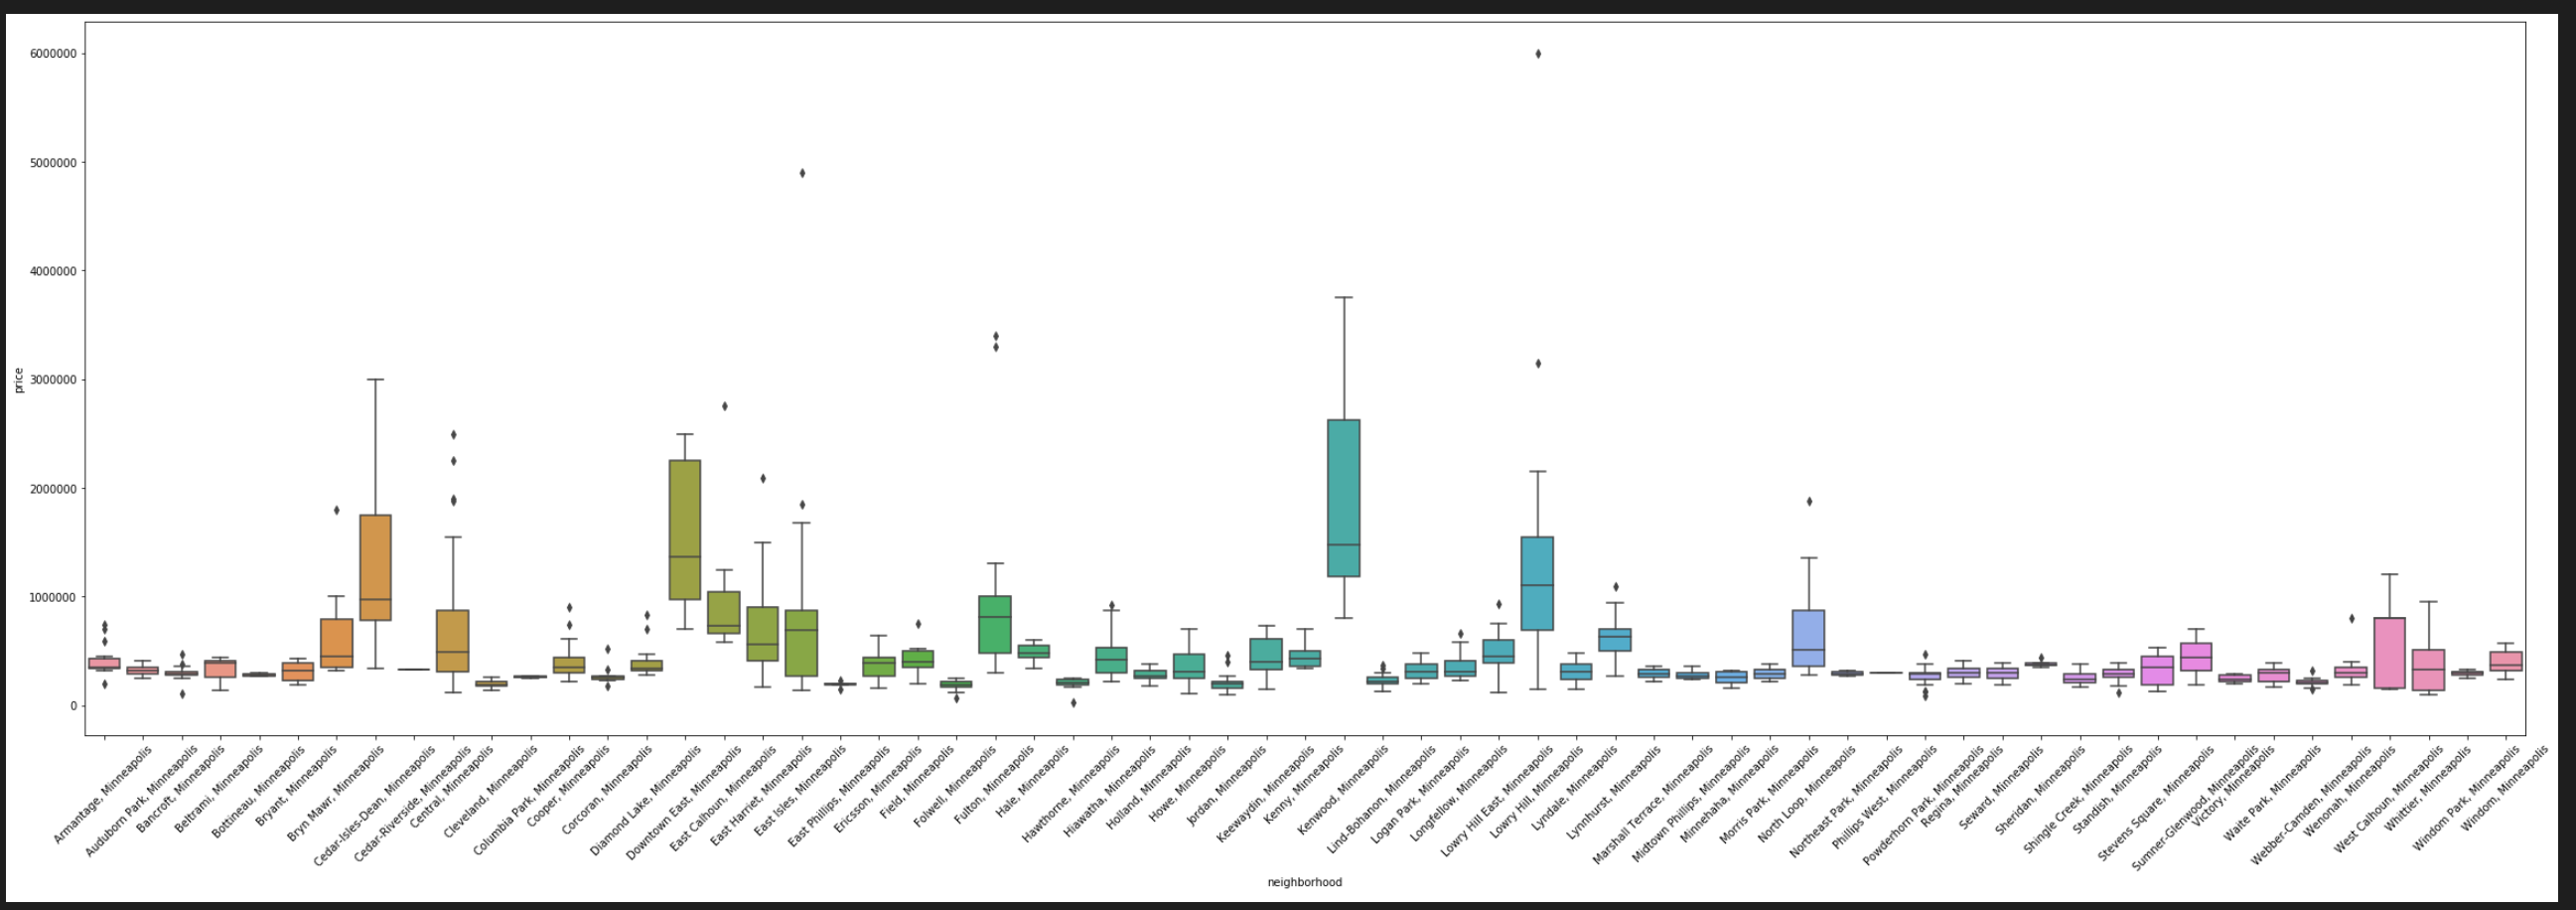 6000000
5000000
4000000
3000000
2000000
1000000
0
price
Armantage, Minneapolis
Auduborn Park, Minneapolis
Bancroft, Minneapolis
Beltrami, Minneapolis
Bottineau, Minneapolis
Bryant, Minneapolis
Bryn Mawr, Minneapolis
Cedar-Isles-Dean, Minneapolis
Cedar-Riverside, Minneapolis
Central, Minneapolis
Cleveland, Minneapolis
Columbia Park, Minneapolis
Cooper, Minneapolis
Corcoran, Minneapolis
Diamond Lake, Minneapolis
Downtown East, Minneapolis
East Calhoun, Minneapolis
East Harriet, Minneapolis
East Isles, Minneapolis
East Phillips, Minneapolis
Ericsson, Minneapolis
Field, Minneapolis
Folwell, Minneapolis
Fulton, Minneapolis
Hale, Minneapolis
Hawthorne, Minneapolis
Hiawatha, Minneapolis
Holland, Minneapolis
Howe, Minneapolis
Jordan, Minneapolis
Keewaydin, Minneapolis
Kenny, Minneapolis
Kenwood, Minneapolis
Lind-Bohanon, Minneapolis
Logan Park, Minneapolis
Longfellow, Minneapolis
Lowry Hill East, Minneapolis
Lowry Hill, Minneapolis
Lyndale, Minneapolis
Lynnhurst, Minneapolis
Marshall Terrace, Minneapolis
Midtown Phillips, Minneapolis
Minnehaha, Minneapolis
Morris Park, Minneapolis
North Loop, Minneapolis
Northeast Park, Minneapolis
Phillips West, Minneapolis
Powderhorn Park, Minneapolis
Regina, Minneapolis
Seward, Minneapolis
Sheridan, Minneapolis
Shingle Creek, Minneapolis
Standish, Minneapolis
Stevens Square, Minneapolis
Sumner-Glenwood, Minneapolis
Victory, Minneapolis
Waite Park, Minneapolis
Webber-Camden, Minneapolis
Wenonah, Minneapolis
West Calhoun, Minneapolis
Whittier, Minneapolis
Windom Park, Minneapolis
Windom, Minneapolis
neighborhood